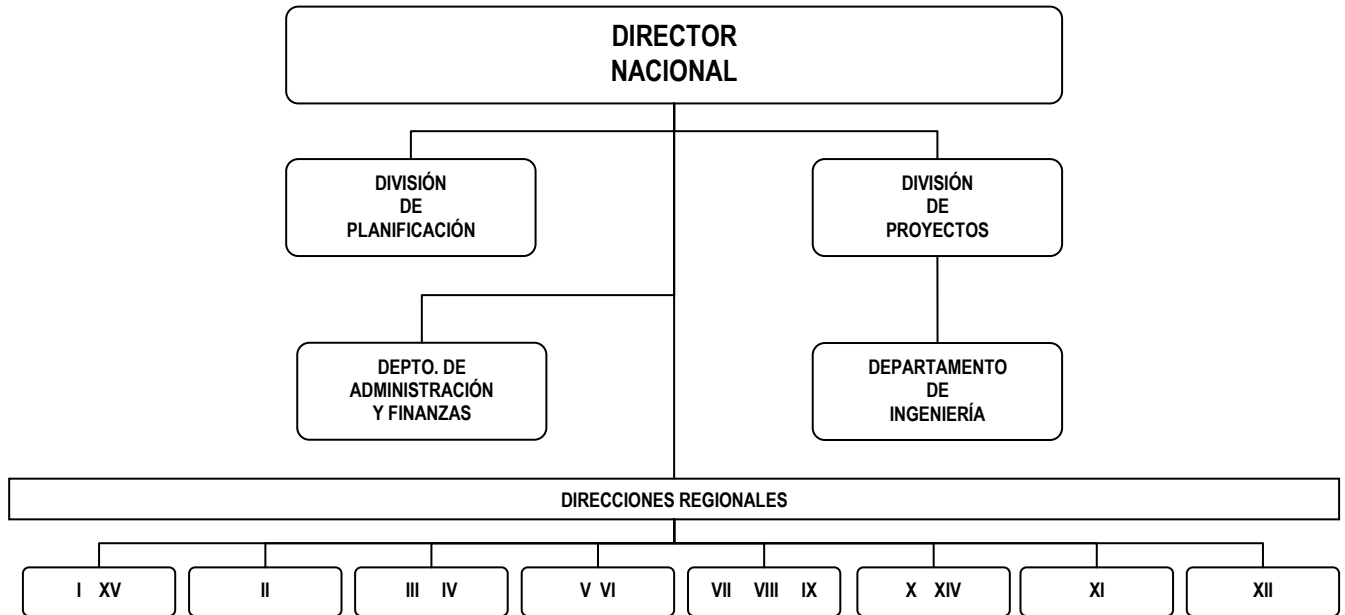 DIRECTOR
NACIONAL
DIVISIÓN
DE
PLANIFICACIÓN
DIVISIÓN
DE
PROYECTOS
DEPTO. DE
ADMINISTRACIÓN
Y FINANZAS
DEPARTAMENTO
DE
INGENIERÍA
DIRECCIONES REGIONALES
I XV
II
III IV
V VI
VII VIII IX
X XIV
XI
XII